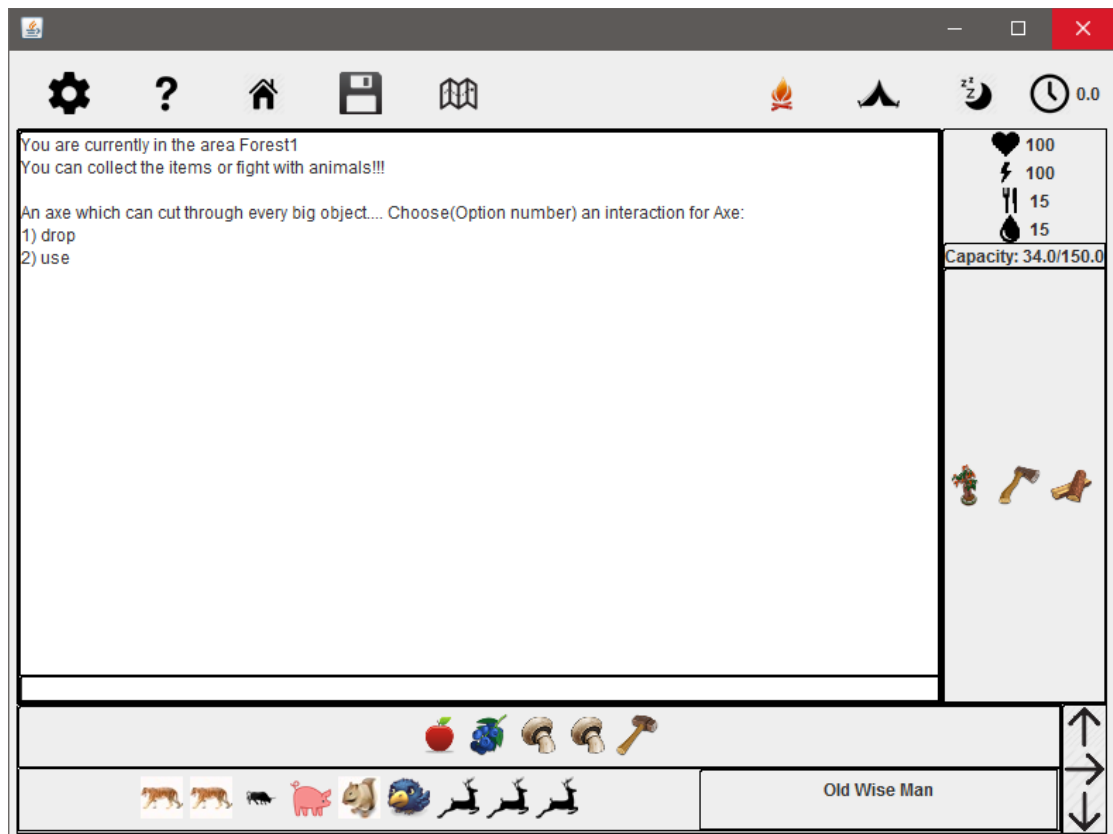 ?
0.0
You are currently in the area Forest1
You can collect the items or fight with animals!!!
An axe which can cut through every big object.... Choose(Option number) an interaction for Axe:
1) drop
2) use
100
100
15
15
Capacity: 34.0/150.0
Old Wise Man